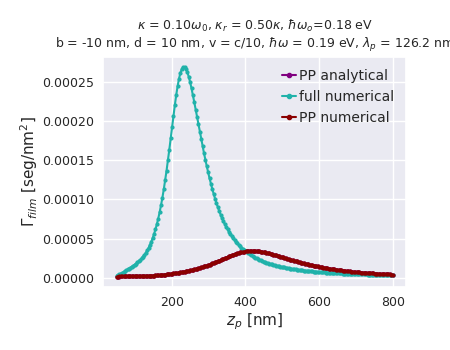 κ = 0.10ω₀, κᵣ = 0.50κ, ℏωₒ=0.18 eV
b = -10 nm, d = 10 nm, v = c/10, ℏω = 0.19 eV, λₚ = 126.2 nm
PP analytical
full numerical
PP numerical
Γ_film [seg/nm²]
0.00025
0.00020
0.00015
0.00010
0.00005
0.00000
200 400 600 800
zₚ [nm]